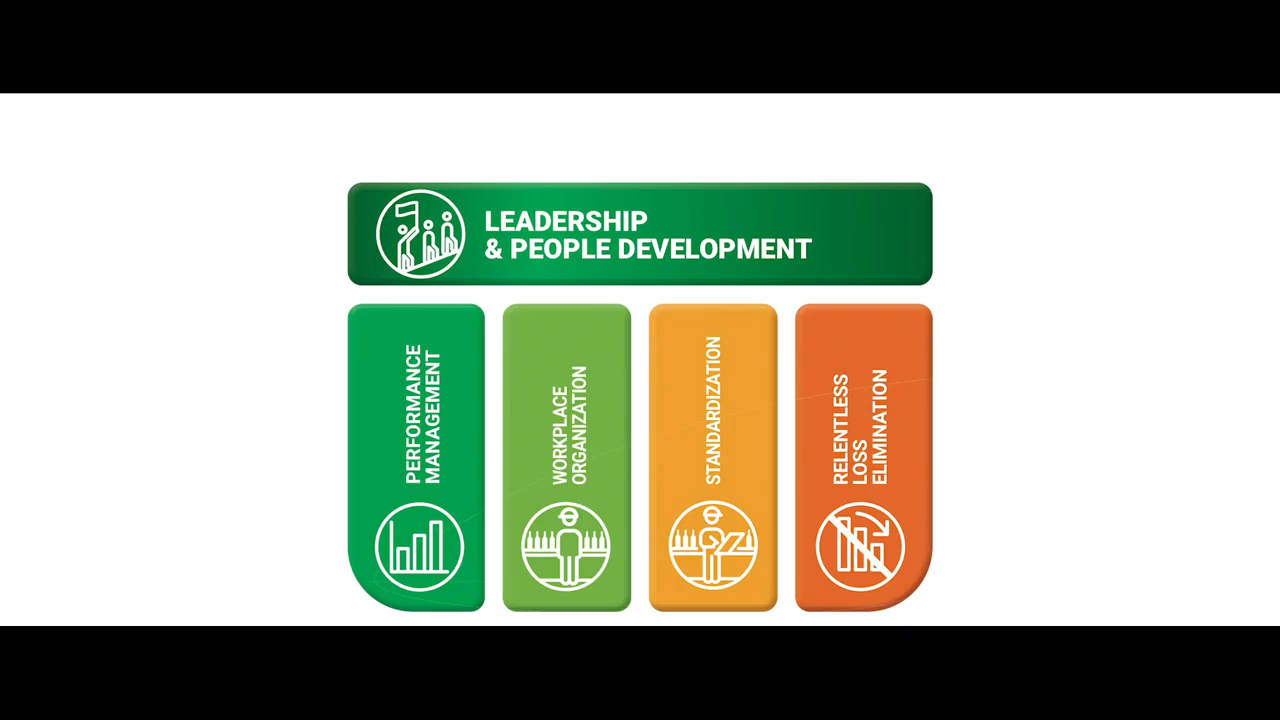 LEADERSHIP
& PEOPLE DEVELOPMENT
PERFORMANCE
MANAGEMENT
WORKPLACE
ORGANIZATION
STANDARDIZATION
RELENTLESS
LOSS
ELIMINATION